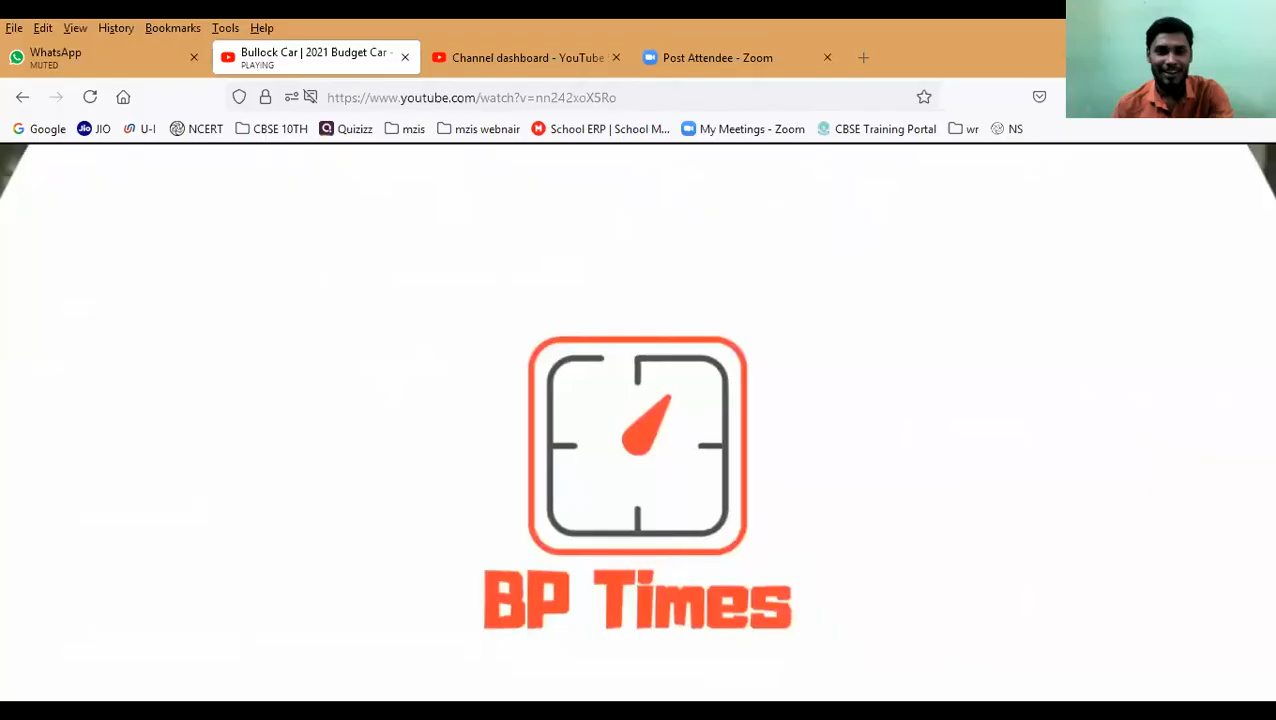 File Edit View History Bookmarks Tools Help
WhatsApp
MUTED
Bullock Car | 2021 Budget Car -
PLAYING
Channel dashboard - YouTube
Post Attendee - Zoom
https://www.youtube.com/watch?v=nn242xoX5Ro
Google JIO U-I NCERT CBSE 10TH Quizizz mzis mzis webnair School ERP | School M... My Meetings - Zoom CBSE Training Portal wr NS
BP Times